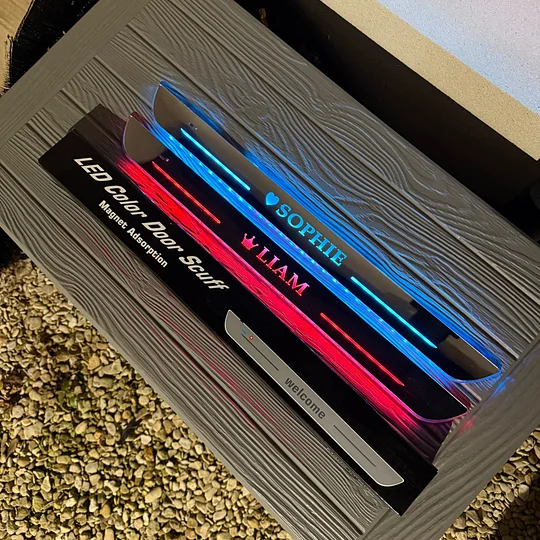 SOPHIE
LIAM
LED Color Door Scuff
Magnet Adsorption
welcome